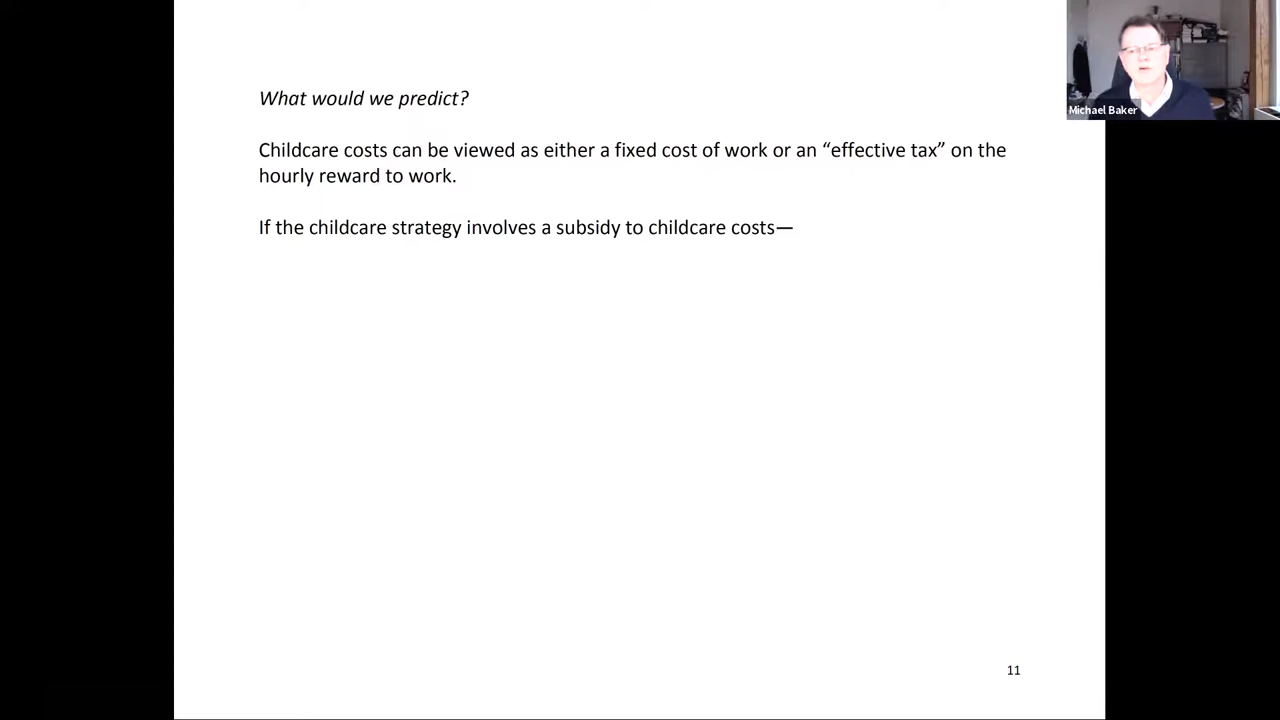 What would we predict?
Childcare costs can be viewed as either a fixed cost of work or an “effective tax” on the
hourly reward to work.
If the childcare strategy involves a subsidy to childcare costs—
Michael Baker
11